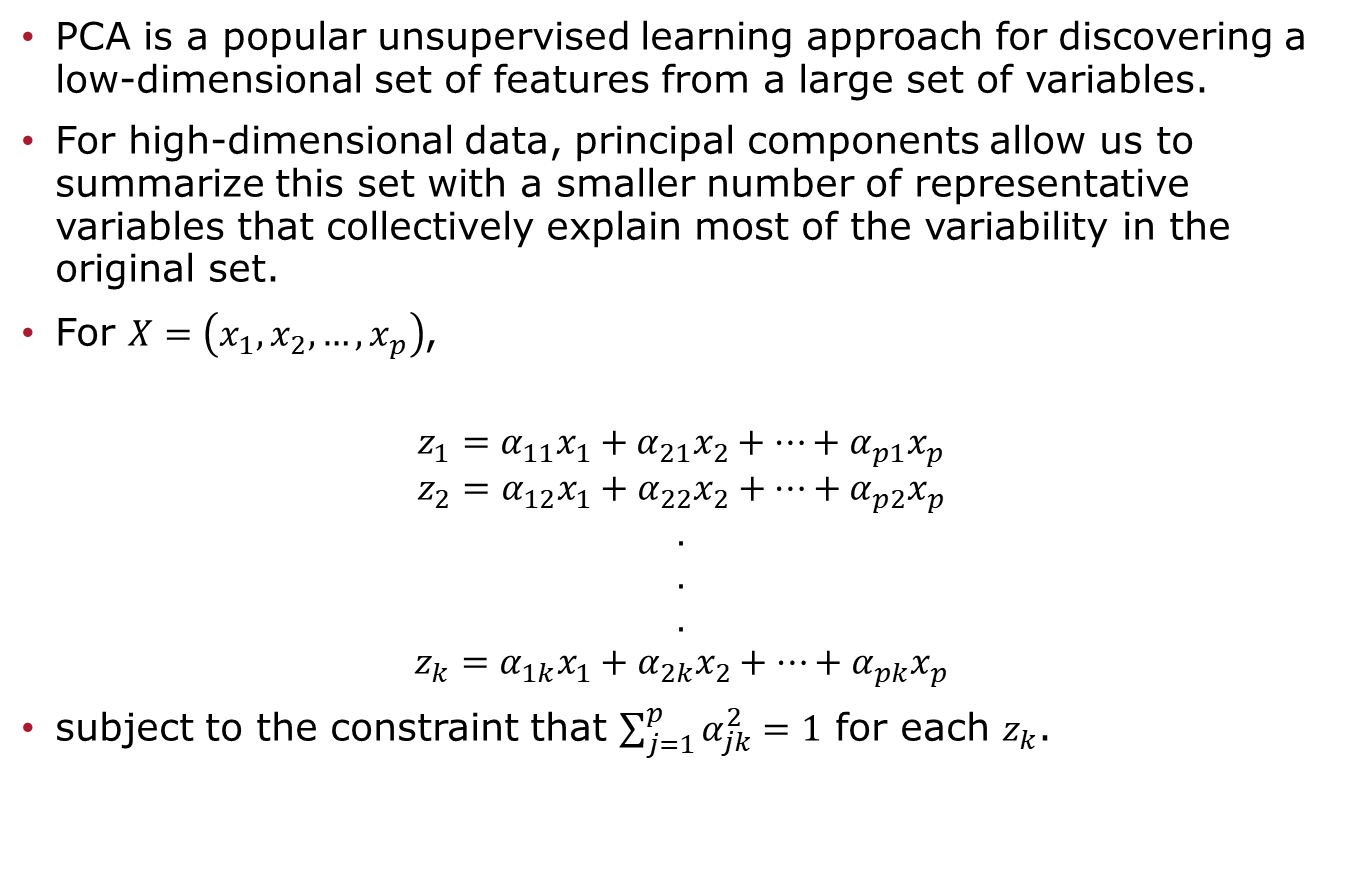 • PCA is a popular unsupervised learning approach for discovering a
low-dimensional set of features from a large set of variables.
• For high-dimensional data, principal components allow us to
summarize this set with a smaller number of representative
variables that collectively explain most of the variability in the
original set.
• For X = (x₁, x₂, …, xₚ),
z₁ = α₁₁x₁ + α₂₁x₂ + ⋯ + αₚ₁xₚ
z₂ = α₁₂x₁ + α₂₂x₂ + ⋯ + αₚ₂xₚ
.
.
.
zₖ = α₁ₖx₁ + α₂ₖx₂ + ⋯ + αₚₖxₚ
• subject to the constraint that ∑ⱼ₌₁ᵖ αⱼₖ² = 1 for each zₖ.